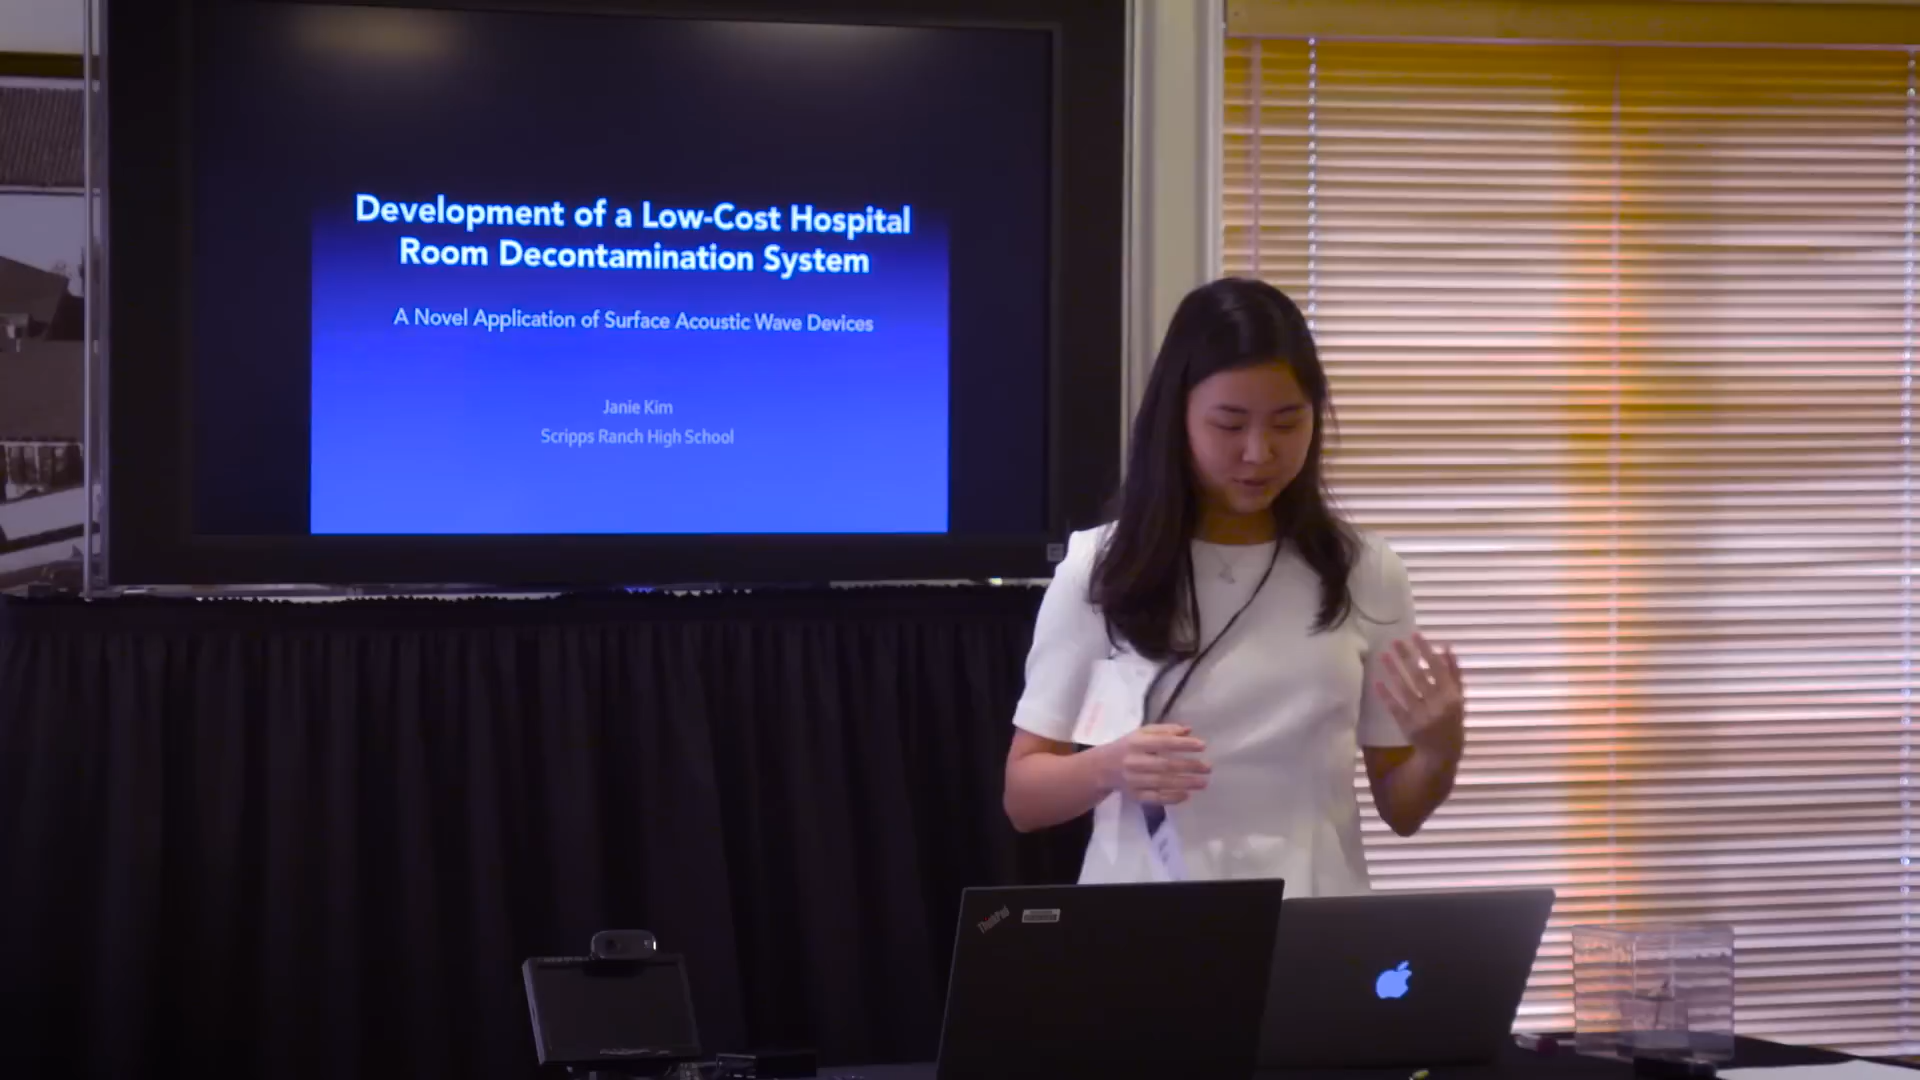 Development of a Low-Cost Hospital
Room Decontamination System
A Novel Application of Surface Acoustic Wave Devices
Janie Kim
Scripps Ranch High School
ThinkPad